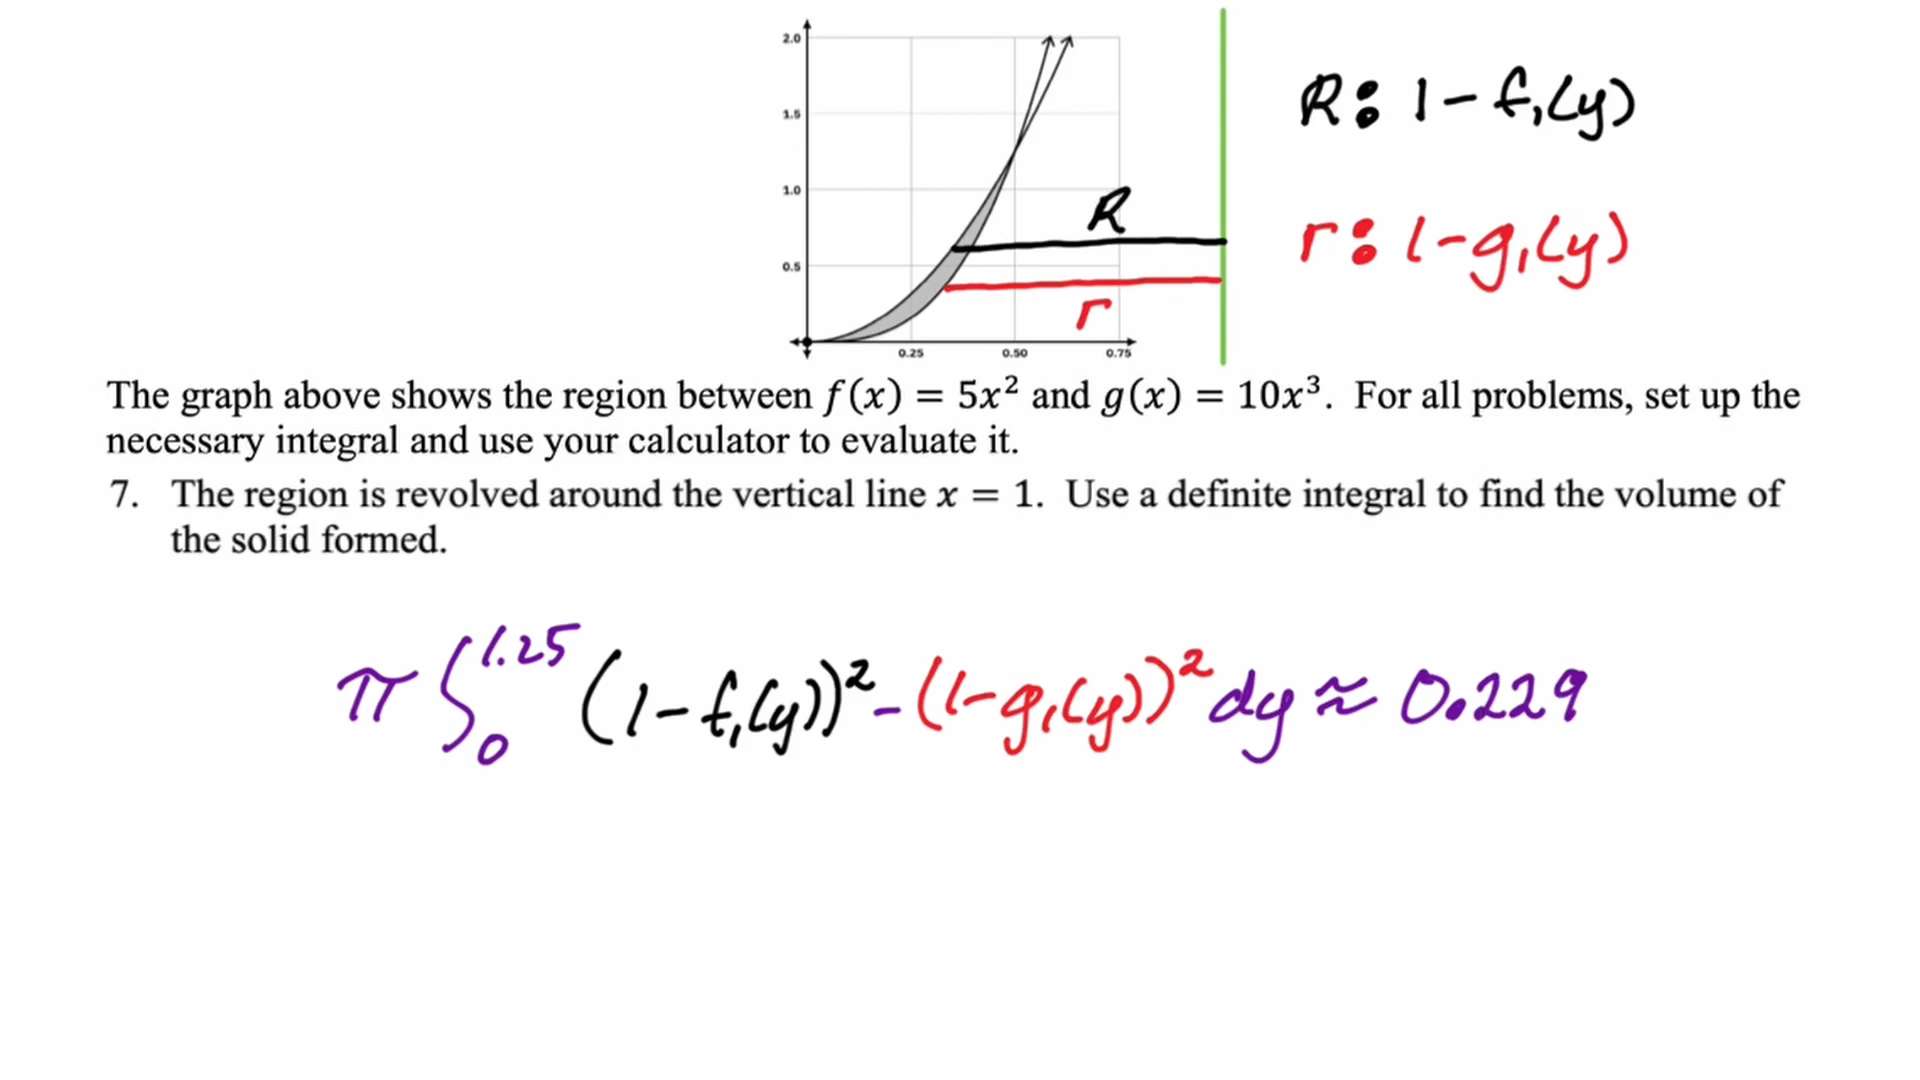 2.0
1.5
1.0
0.5
0.25 0.50 0.75
R
r
R: 1 - f₁(y)
r: 1 - g₁(y)
The graph above shows the region between f(x) = 5x² and g(x) = 10x³. For all problems, set up the
necessary integral and use your calculator to evaluate it.
7. The region is revolved around the vertical line x = 1. Use a definite integral to find the volume of
the solid formed.
π ∫₀^1.25 (1 - f₁(y))² - (1 - g₁(y))² dy ≈ 0.229